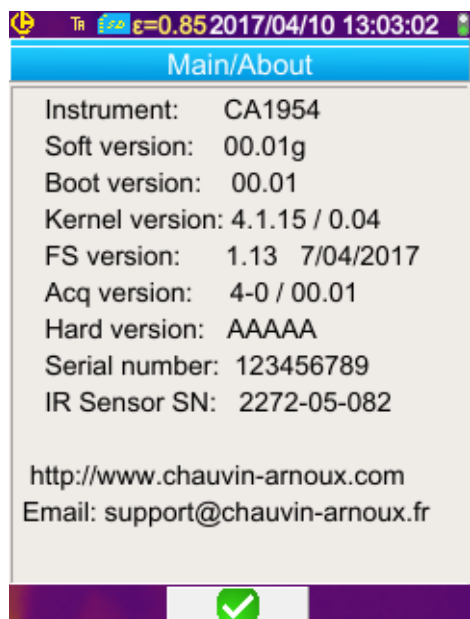 TR ε=0.85 2017/04/10 13:03:02
Main/About
Instrument: CA1954
Soft version: 00.01g
Boot version: 00.01
Kernel version: 4.1.15 / 0.04
FS version: 1.13 7/04/2017
Acq version: 4-0 / 00.01
Hard version: AAAAA
Serial number: 123456789
IR Sensor SN: 2272-05-082
http://www.chauvin-arnoux.com
Email: support@chauvin-arnoux.fr